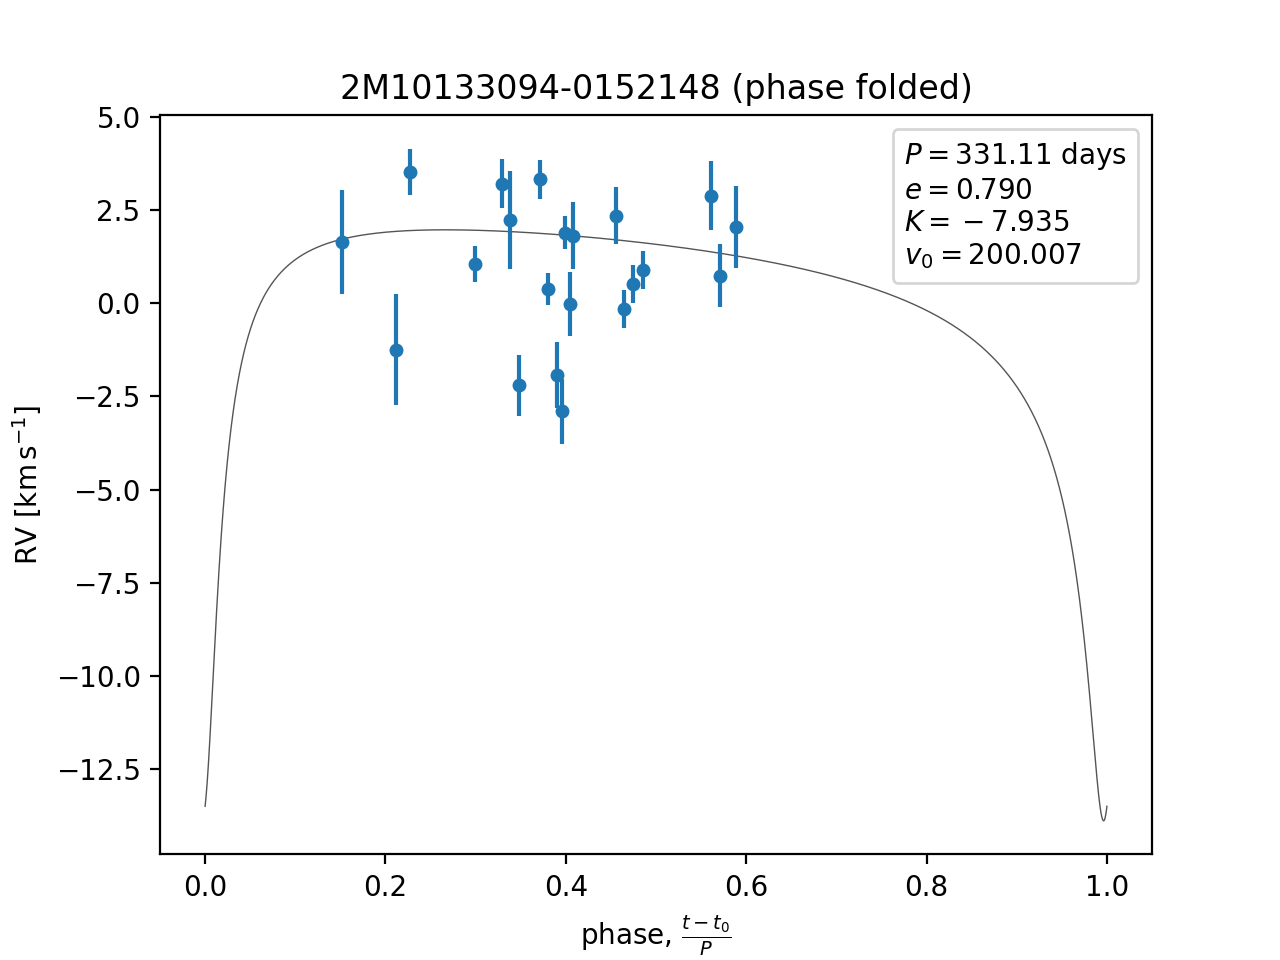 2M10133094-0152148 (phase folded)
P = 331.11 days
e = 0.790
K = −7.935
v₀ = 200.007
5.0
2.5
0.0
−2.5
−5.0
−7.5
−10.0
−12.5
RV [km s⁻¹]
0.0 0.2 0.4 0.6 0.8 1.0
phase, (t − t₀)/P